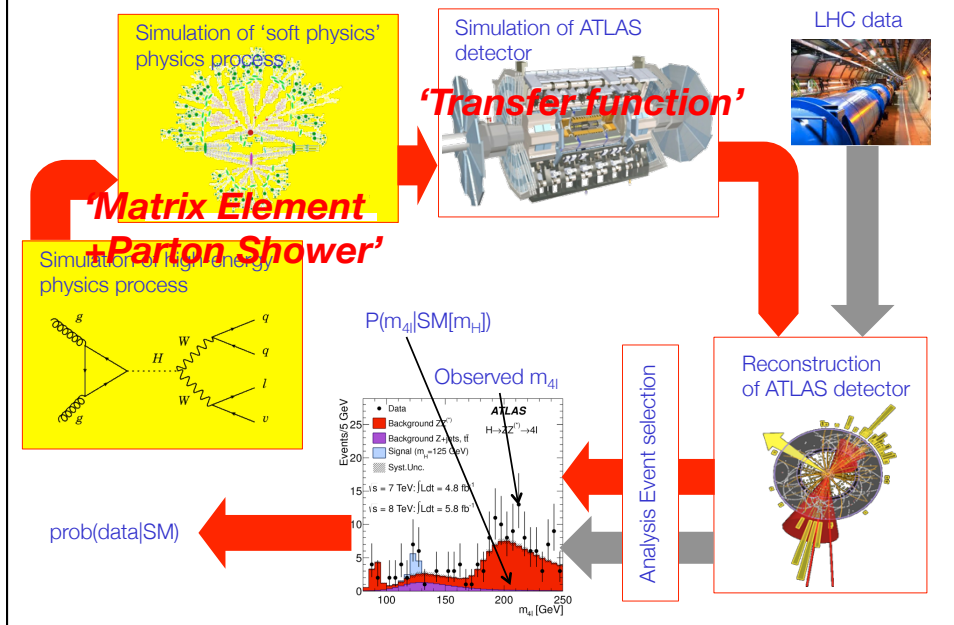 Simulation of ‘soft physics’
physics process
Simulation of ATLAS
detector
LHC data
‘Transfer function’
‘Matrix Element
+Parton Shower’
Simulation of high-energy
physics process
g
g
H
W
W
q
q
l
v
P(m4l|SM[mH])
Observed m4l
Reconstruction
of ATLAS detector
Analysis Event selection
Events/5 GeV
25
20
15
10
5
0
Data
Background ZZ(*)
Background Z+jets, tt̄
Signal (mH=125 GeV)
Syst.Unc.
ATLAS
H→ZZ(*)→4l
s = 7 TeV: ∫Ldt = 4.8 fb-1
s = 8 TeV: ∫Ldt = 5.8 fb-1
100
150
200
250
m4l [GeV]
prob(data|SM)